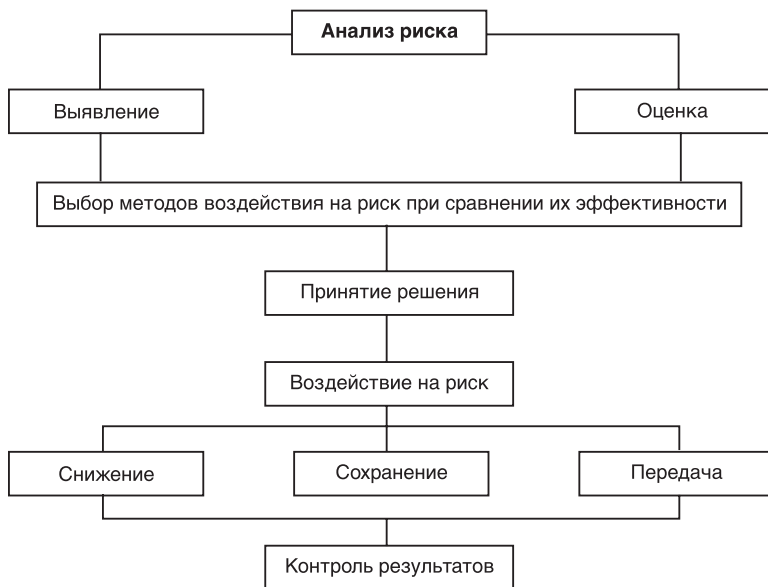 Анализ риска
Выявление
Оценка
Выбор методов воздействия на риск при сравнении их эффективности
Принятие решения
Воздействие на риск
Снижение
Сохранение
Передача
Контроль результатов